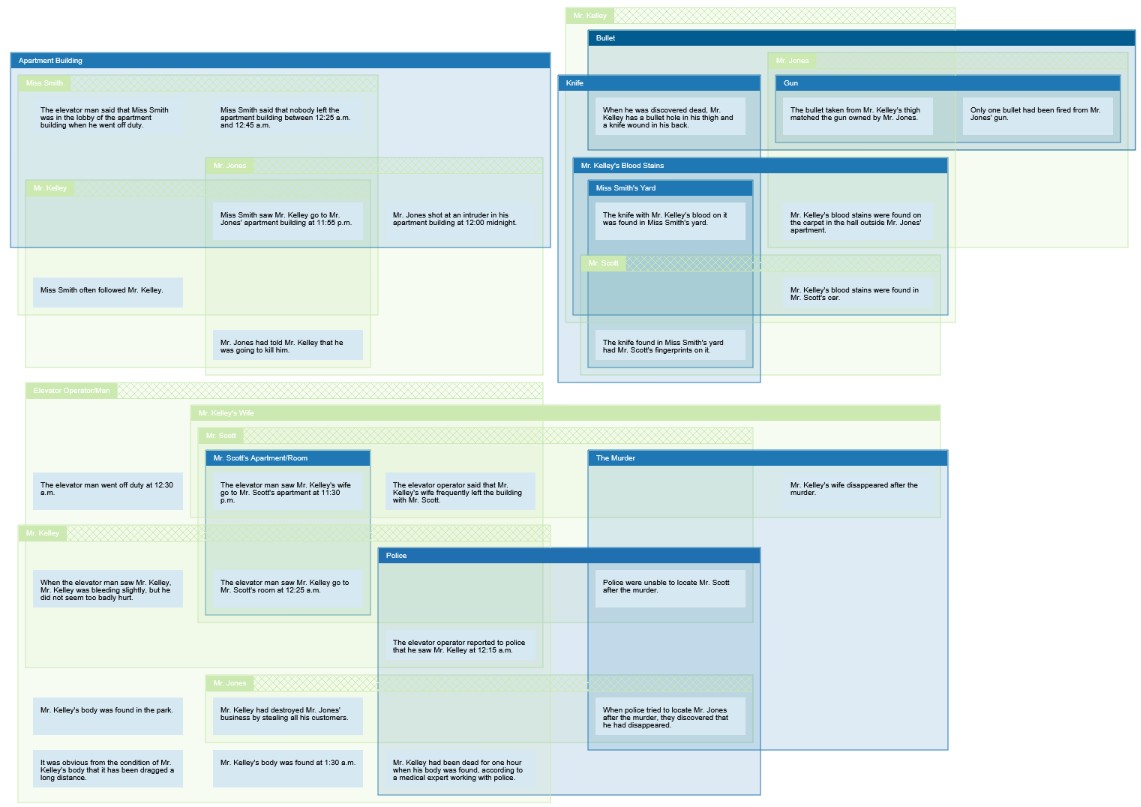 Mr. Kelley
Bullet
Apartment Building
Mr. Jones
Miss Smith
Knife
Gun
The elevator man said that Miss Smith
was in the lobby of the apartment
building when he went off duty.
Miss Smith said that nobody left the
apartment building between 12:25 a.m.
and 12:45 a.m.
When he was discovered dead, Mr.
Kelley has a bullet hole in his thigh and
a knife wound in his back.
The bullet taken from Mr. Kelley's thigh
matched the gun owned by Mr. Jones.
Only one bullet had been fired from Mr.
Jones' gun.
Mr. Jones
Mr. Kelley's Blood Stains
Mr. Kelley
Miss Smith's Yard
Miss Smith saw Mr. Kelley go to Mr.
Jones' apartment building at 11:55 p.m.
Mr. Jones shot at an intruder in his
apartment building at 12:00 midnight.
The knife with Mr. Kelley's blood on it
was found in Miss Smith's yard.
Mr. Kelley's blood stains were found on
the carpet in the hall outside Mr. Jones'
apartment.
Mr. Scott
Miss Smith often followed Mr. Kelley.
Mr. Kelley's blood stains were found in
Mr. Scott's car.
Mr. Jones had told Mr. Kelley that he
was going to kill him.
The knife found in Miss Smith's yard
had Mr. Scott's fingerprints on it.
Elevator Operator/Man
Mr. Kelley's Wife
Mr. Scott
Mr. Scott's Apartment/Room
The Murder
The elevator man went off duty at 12:30
a.m.
The elevator man saw Mr. Kelley's wife
go to Mr. Scott's apartment at 11:30
p.m.
The elevator operator said that Mr.
Kelley's wife frequently left the building
with Mr. Scott.
Mr. Kelley's wife disappeared after the
murder.
Mr. Kelley
Police
When the elevator man saw Mr. Kelley,
Mr. Kelley was bleeding slightly, but he
did not seem too badly hurt.
The elevator man saw Mr. Kelley go to
Mr. Scott's room at 12:25 a.m.
Police were unable to locate Mr. Scott
after the murder.
The elevator operator reported to police
that he saw Mr. Kelley at 12:15 a.m.
Mr. Jones
Mr. Kelley's body was found in the park.
Mr. Kelley had destroyed Mr. Jones'
business by stealing all his customers.
When police tried to locate Mr. Jones
after the murder, they discovered that
he had disappeared.
It was obvious from the condition of Mr.
Kelley's body that it has been dragged a
long distance.
Mr. Kelley's body was found at 1:30 a.m.
Mr. Kelley had been dead for one hour
when his body was found, according to
a medical expert working with police.